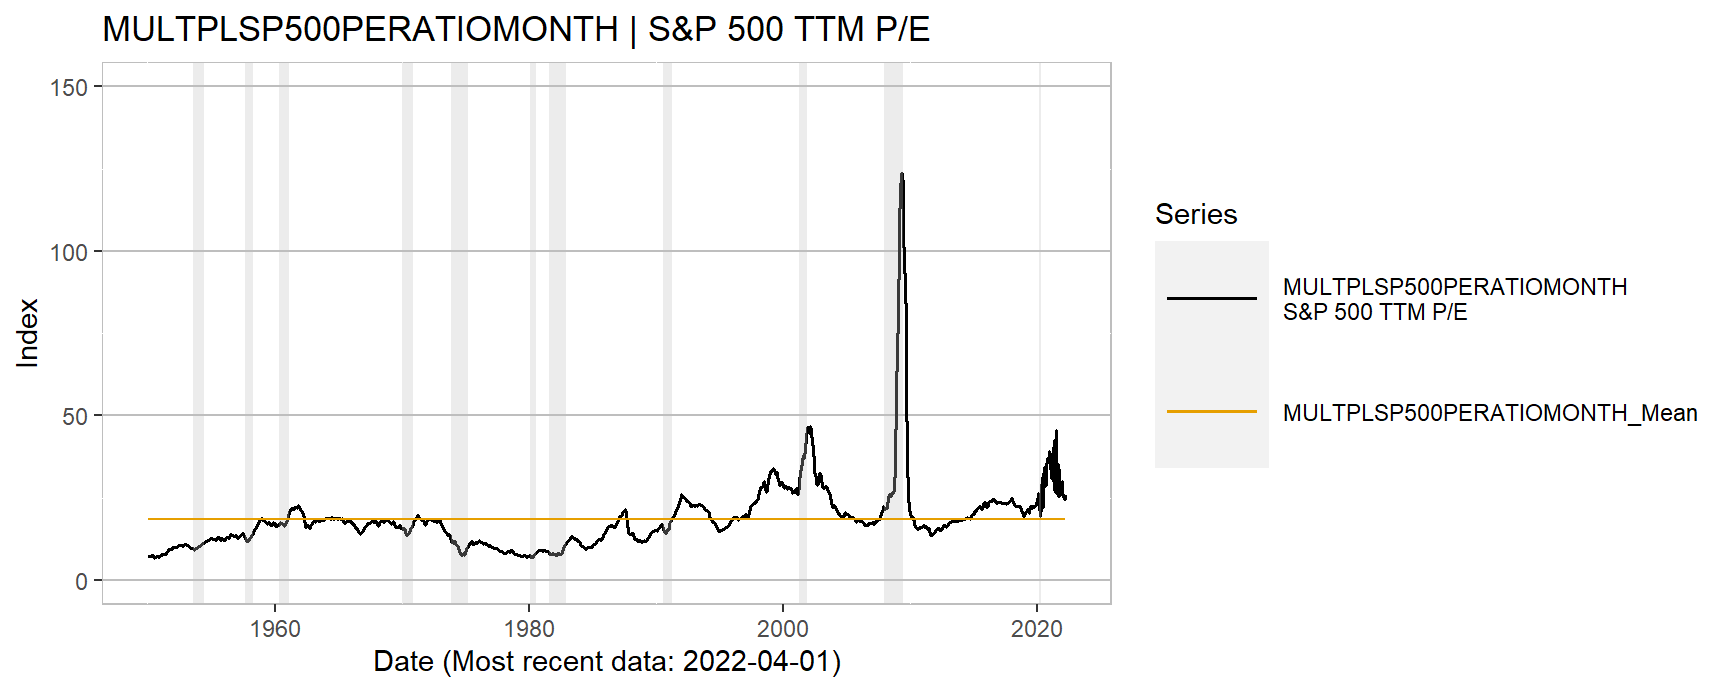 MULTPLSP500PERATIOMONTH | S&P 500 TTM P/E
150
100
50
0
Index
1960
1980
2000
2020
Date (Most recent data: 2022-04-01)
Series
MULTPLSP500PERATIOMONTH
S&P 500 TTM P/E
MULTPLSP500PERATIOMONTH_Mean